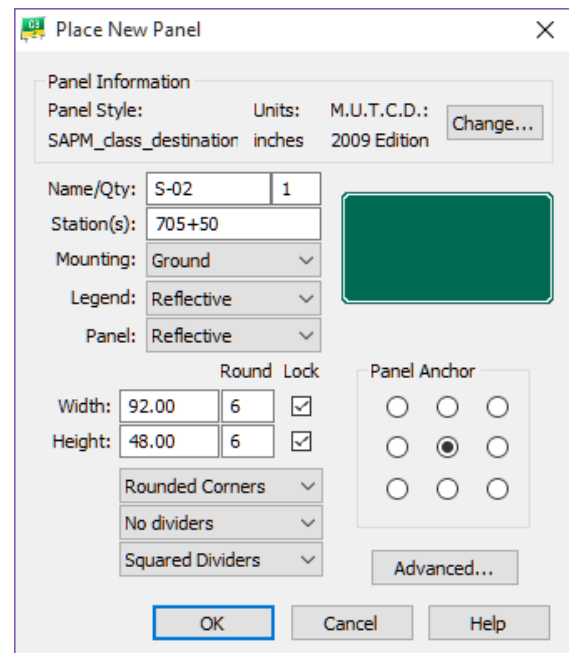 Place New Panel
Panel Information
Panel Style: Units: M.U.T.C.D.:
SAPM_class_destination inches 2009 Edition Change...
Name/Qty: S-02 1
Station(s): 705+50
Mounting: Ground
Legend: Reflective
Panel: Reflective
Round Lock Panel Anchor
Width: 92.00 6
Height: 48.00 6
Rounded Corners
No dividers
Squared Dividers
Advanced...
OK Cancel Help